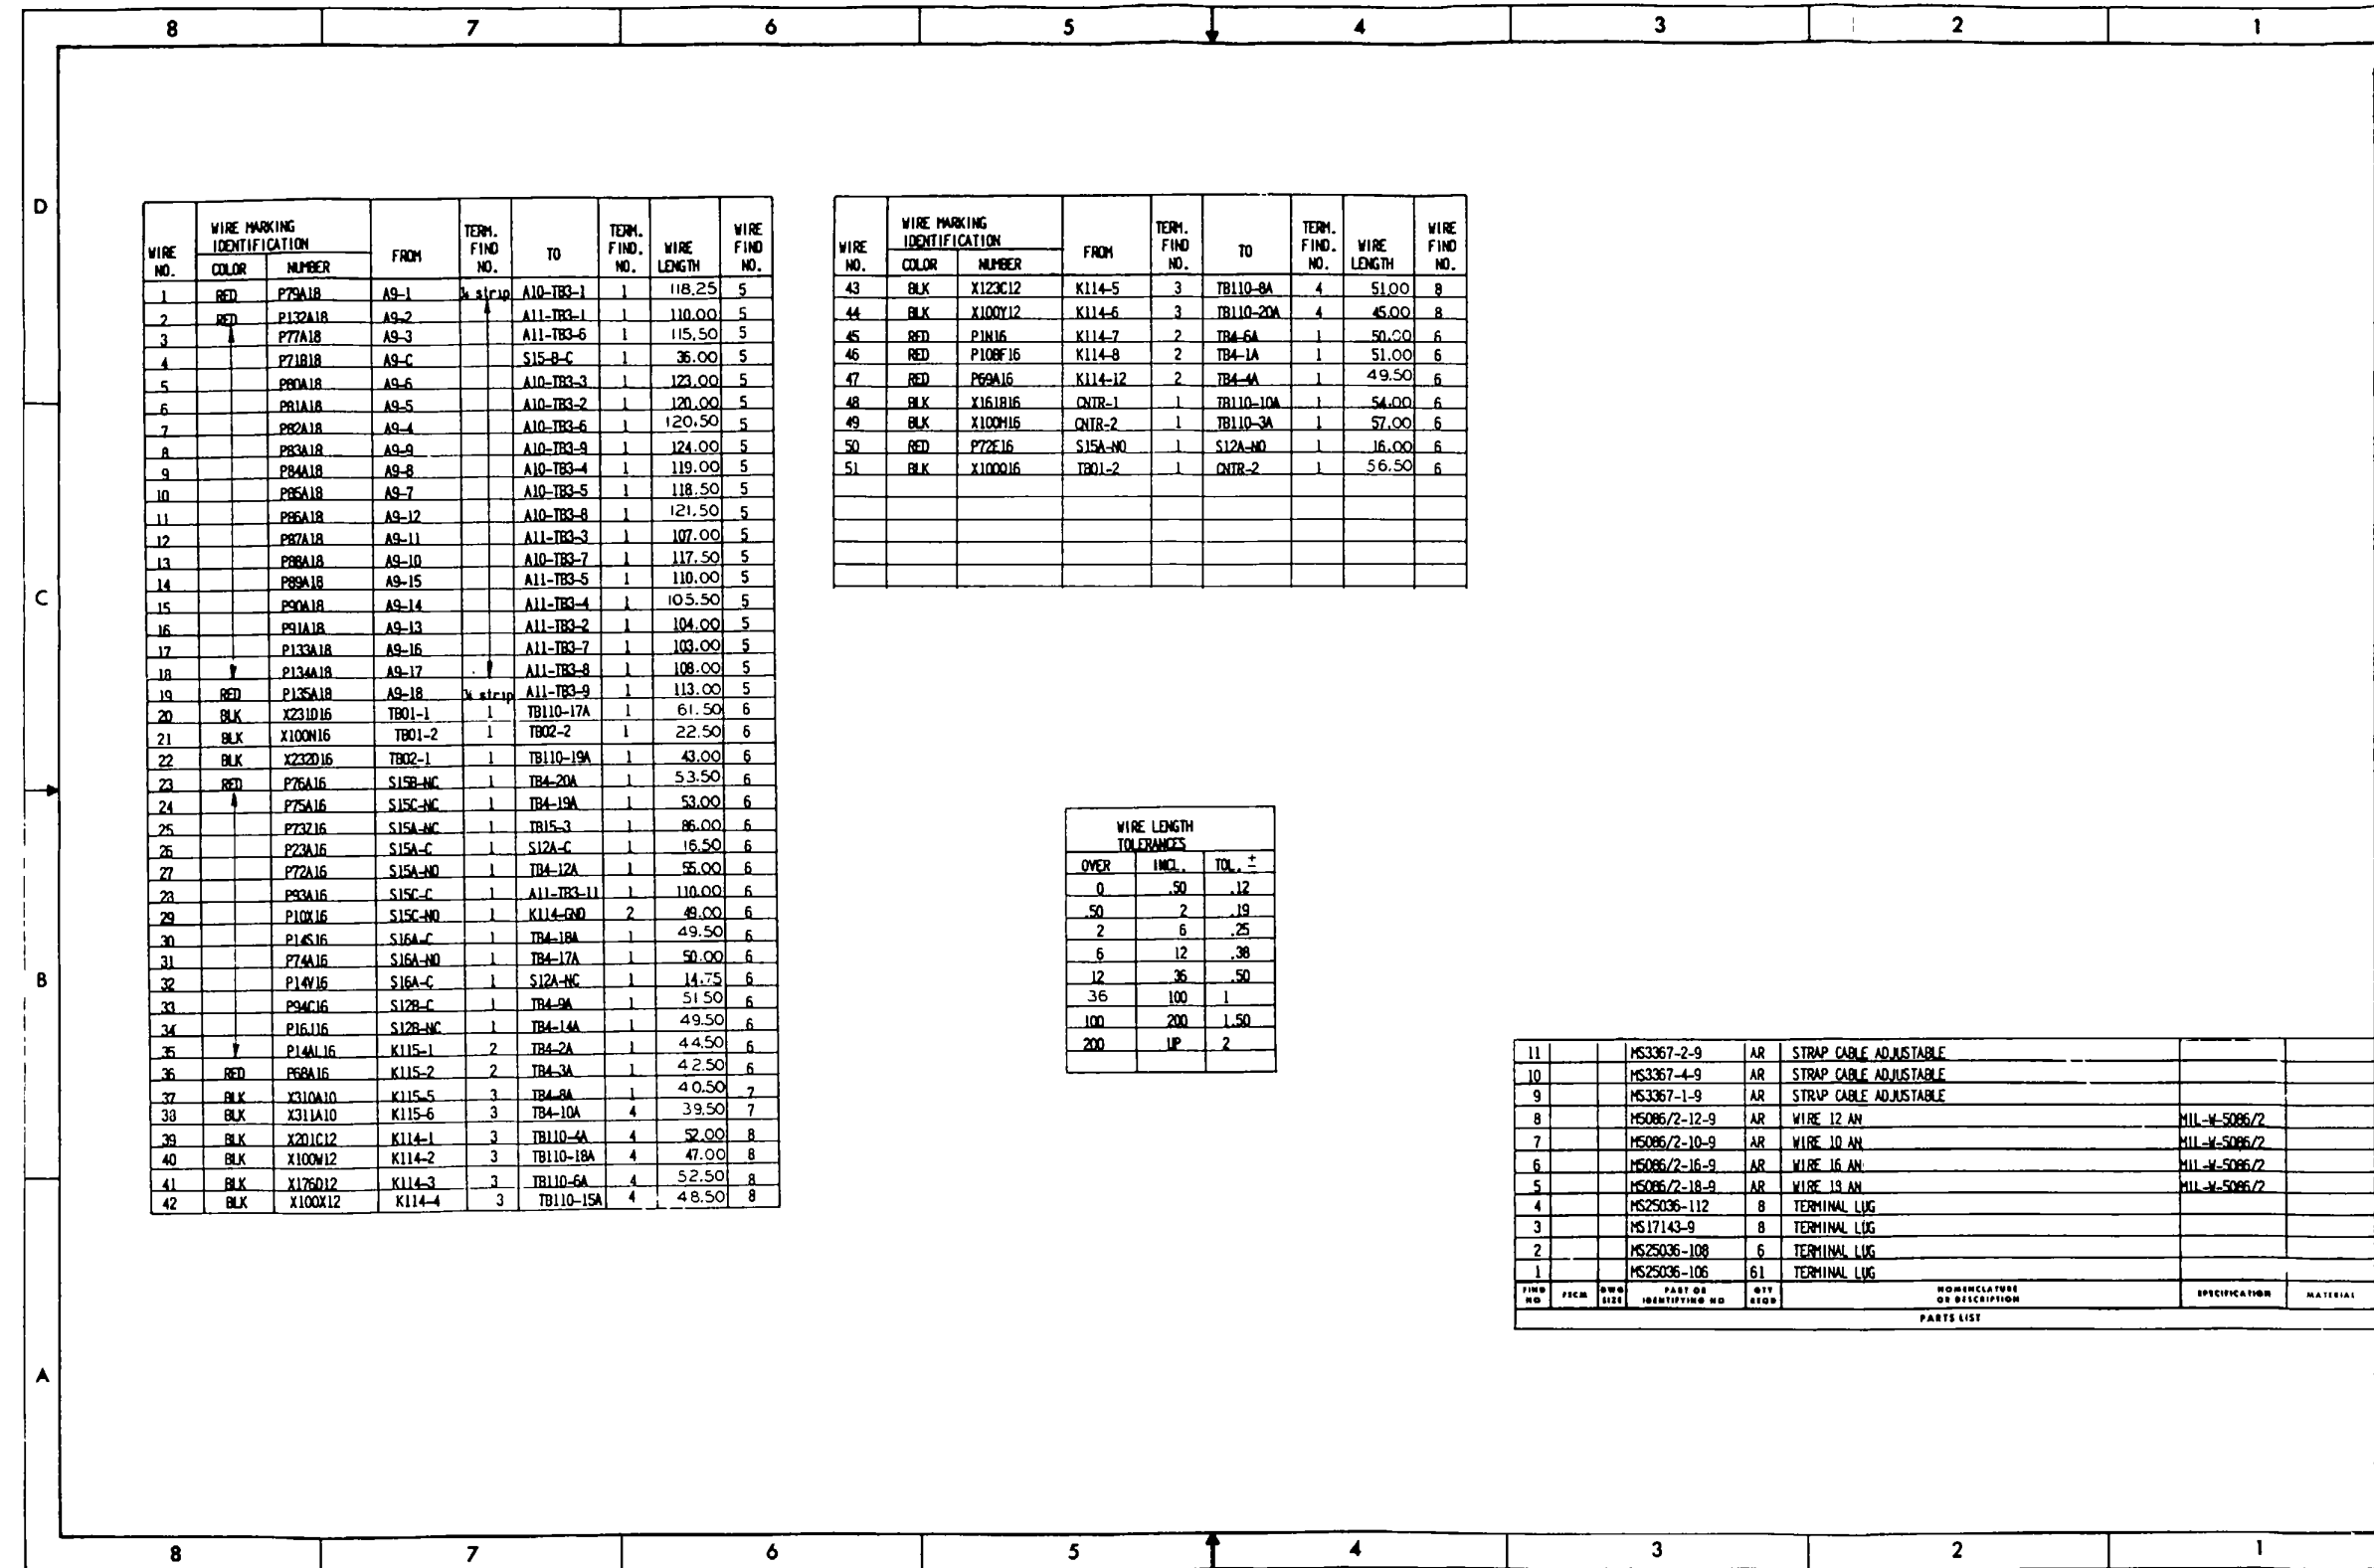 8 7 6 5 4 3 2 1
D
C
B
A
WIRE NO. WIRE MARKING IDENTIFICATION FROM TERM. FIND NO. TO TERM. FIND. NO. WIRE LENGTH WIRE FIND NO.
COLOR NUMBER
1 RED P79A18 A9-1 strip A10-TB3-1 1 118.25 5
2 RED P132A18 A9-2 A11-TB3-1 1 110.00 5
3 P77A18 A9-3 A11-TB3-6 1 115.50 5
4 P71B18 A9-C S15-B-C 1 36.00 5
5 P80A18 A9-6 A10-TB3-3 1 123.00 5
6 P81A18 A9-5 A10-TB3-2 1 120.00 5
7 P82A18 A9-4 A10-TB3-6 1 120.50 5
8 P83A18 A9-9 A10-TB3-9 1 124.00 5
9 P84A18 A9-8 A10-TB3-4 1 119.00 5
10 P85A18 A9-7 A10-TB3-5 1 118.50 5
11 P86A18 A9-12 A10-TB3-8 1 121.50 5
12 P87A18 A9-11 A11-TB3-3 1 107.00 5
13 P88A18 A9-10 A10-TB3-7 1 117.50 5
14 P89A18 A9-15 A11-TB3-5 1 110.00 5
15 P90A18 A9-14 A11-TB3-4 1 105.50 5
16 P91A18 A9-13 A11-TB3-2 1 104.00 5
17 P133A18 A9-16 A11-TB3-7 1 103.00 5
18 P134A18 A9-17 A11-TB3-8 1 108.00 5
19 RED P135A18 A9-18 strip A11-TB3-9 1 113.00 5
20 BLK X231D16 TB01-1 1 TB110-17A 1 61.50 6
21 BLK X100N16 TB01-2 1 TB02-2 1 22.50 6
22 BLK X232D16 TB02-1 1 TB110-19A 1 43.00 6
23 RED P76A16 S15B-NC 1 TB4-20A 1 53.50 6
24 P75A16 S15C-NC 1 TB4-19A 1 53.00 6
25 P73Z16 S15A-NC 1 TB15-3 1 86.00 6
26 P23A16 S15A-C 1 S12A-C 1 16.50 6
27 P72A16 S15A-NO 1 TB4-12A 1 55.00 6
28 P93A16 S15C-C 1 A11-TB3-11 1 110.00 6
29 P10X16 S15C-NO 1 K114-GND 2 49.00 6
30 P14S16 S16A-C 1 TB4-18A 1 49.50 6
31 P74A16 S16A-NO 1 TB4-17A 1 50.00 6
32 P14V16 S16A-C 1 S12A-NC 1 14.75 6
33 P94C16 S12B-C 1 TB4-9A 1 51.50 6
34 P16J16 S12B-NC 1 TB4-14A 1 49.50 6
35 P14AL16 K115-1 2 TB4-2A 1 44.50 6
36 RED P68A16 K115-2 2 TB4-3A 1 42.50 6
37 BLK X310A10 K115-5 3 TB4-8A 1 40.50 7
38 BLK X311A10 K115-6 3 TB4-10A 4 39.50 7
39 BLK X201C12 K114-1 3 TB110-4A 4 52.00 8
40 BLK X100W12 K114-2 3 TB110-18A 4 47.00 8
41 BLK X176D12 K114-3 3 TB110-6A 4 52.50 8
42 BLK X100X12 K114-4 3 TB110-15A 4 48.50 8
WIRE NO. WIRE MARKING IDENTIFICATION FROM TERM. FIND NO. TO TERM. FIND. NO. WIRE LENGTH WIRE FIND NO.
COLOR NUMBER
43 BLK X123C12 K114-5 3 TB110-8A 4 51.00 8
44 BLK X100Y12 K114-6 3 TB110-20A 4 45.00 8
45 RED P1N16 K114-7 2 TB4-6A 1 50.00 6
46 RED P108F16 K114-8 2 TB4-1A 1 51.00 6
47 RED P69A16 K114-12 2 TB4-4A 1 49.50 6
48 BLK X161B16 CNTR-1 1 TB110-10A 1 54.00 6
49 BLK X100M16 CNTR-2 1 TB110-3A 1 57.00 6
50 RED P72E16 S15A-NO 1 S12A-NO 1 16.00 6
51 BLK X100Q16 TB01-2 1 CNTR-2 1 56.50 6
WIRE LENGTH
TOLERANCES
OVER INCL. TOL. ±
0 .50 .12
.50 2 .19
2 6 .25
6 12 .38
12 36 .50
36 100 1
100 200 1.50
200 UP 2
11 MS3367-2-9 AR STRAP CABLE ADJUSTABLE
10 MS3367-4-9 AR STRAP CABLE ADJUSTABLE
9 MS3367-1-9 AR STRAP CABLE ADJUSTABLE
8 M5086/2-12-9 AR WIRE 12 AN MIL-W-5086/2
7 M5086/2-10-9 AR WIRE 10 AN MIL-W-5086/2
6 M5086/2-16-9 AR WIRE 16 AN MIL-W-5086/2
5 M5086/2-18-9 AR WIRE 18 AN MIL-W-5086/2
4 MS25036-112 8 TERMINAL LUG
3 MS17143-9 8 TERMINAL LUG
2 MS25036-108 6 TERMINAL LUG
1 MS25036-106 61 TERMINAL LUG
FIND NO FSCM DWG SIZE PART OR IDENTIFYING NO QTY REQD NOMENCLATURE OR DESCRIPTION SPECIFICATION MATERIAL
PARTS LIST
8 7 6 5 4 3 2 1